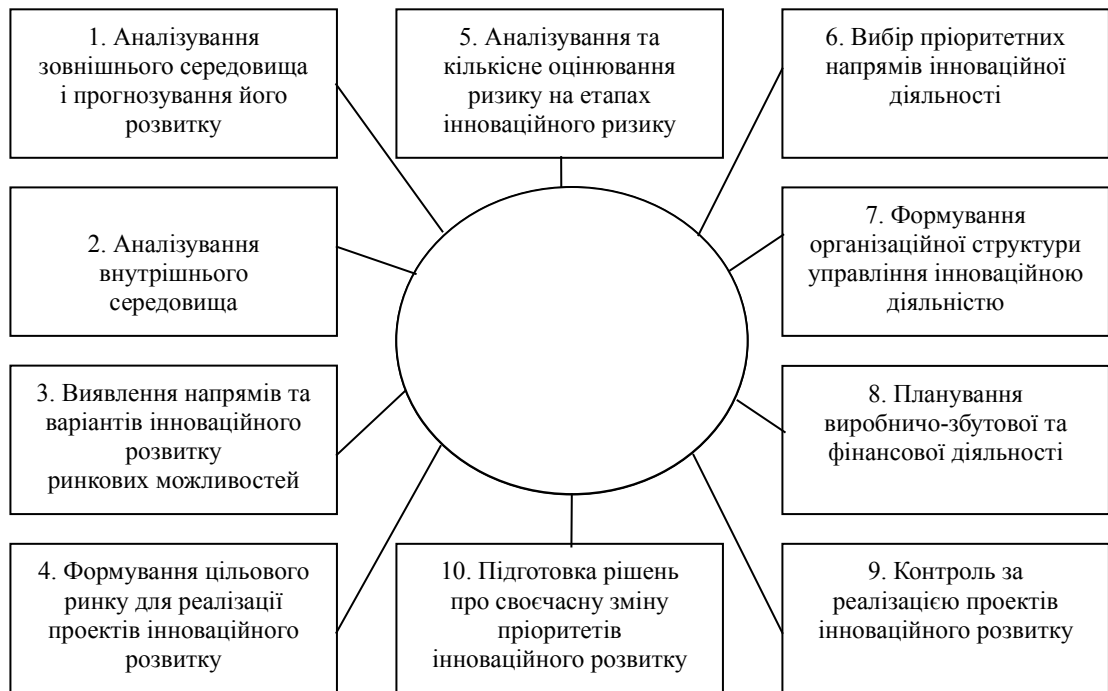 1. Аналізування
зовнішнього середовища
і прогнозування його
розвитку
2. Аналізування
внутрішнього
середовища
3. Виявлення напрямів та
варіантів інноваційного
розвитку
ринкових можливостей
4. Формування цільового
ринку для реалізації
проектів інноваційного
розвитку
5. Аналізування та
кількісне оцінювання
ризику на етапах
інноваційного ризику
6. Вибір пріоритетних
напрямів інноваційної
діяльності
7. Формування
організаційної структури
управління інноваційною
діяльністю
8. Планування
виробничо-збутової та
фінансової діяльності
9. Контроль за
реалізацією проектів
інноваційного розвитку
10. Підготовка рішень
про своєчасну зміну
пріоритетів
інноваційного розвитку